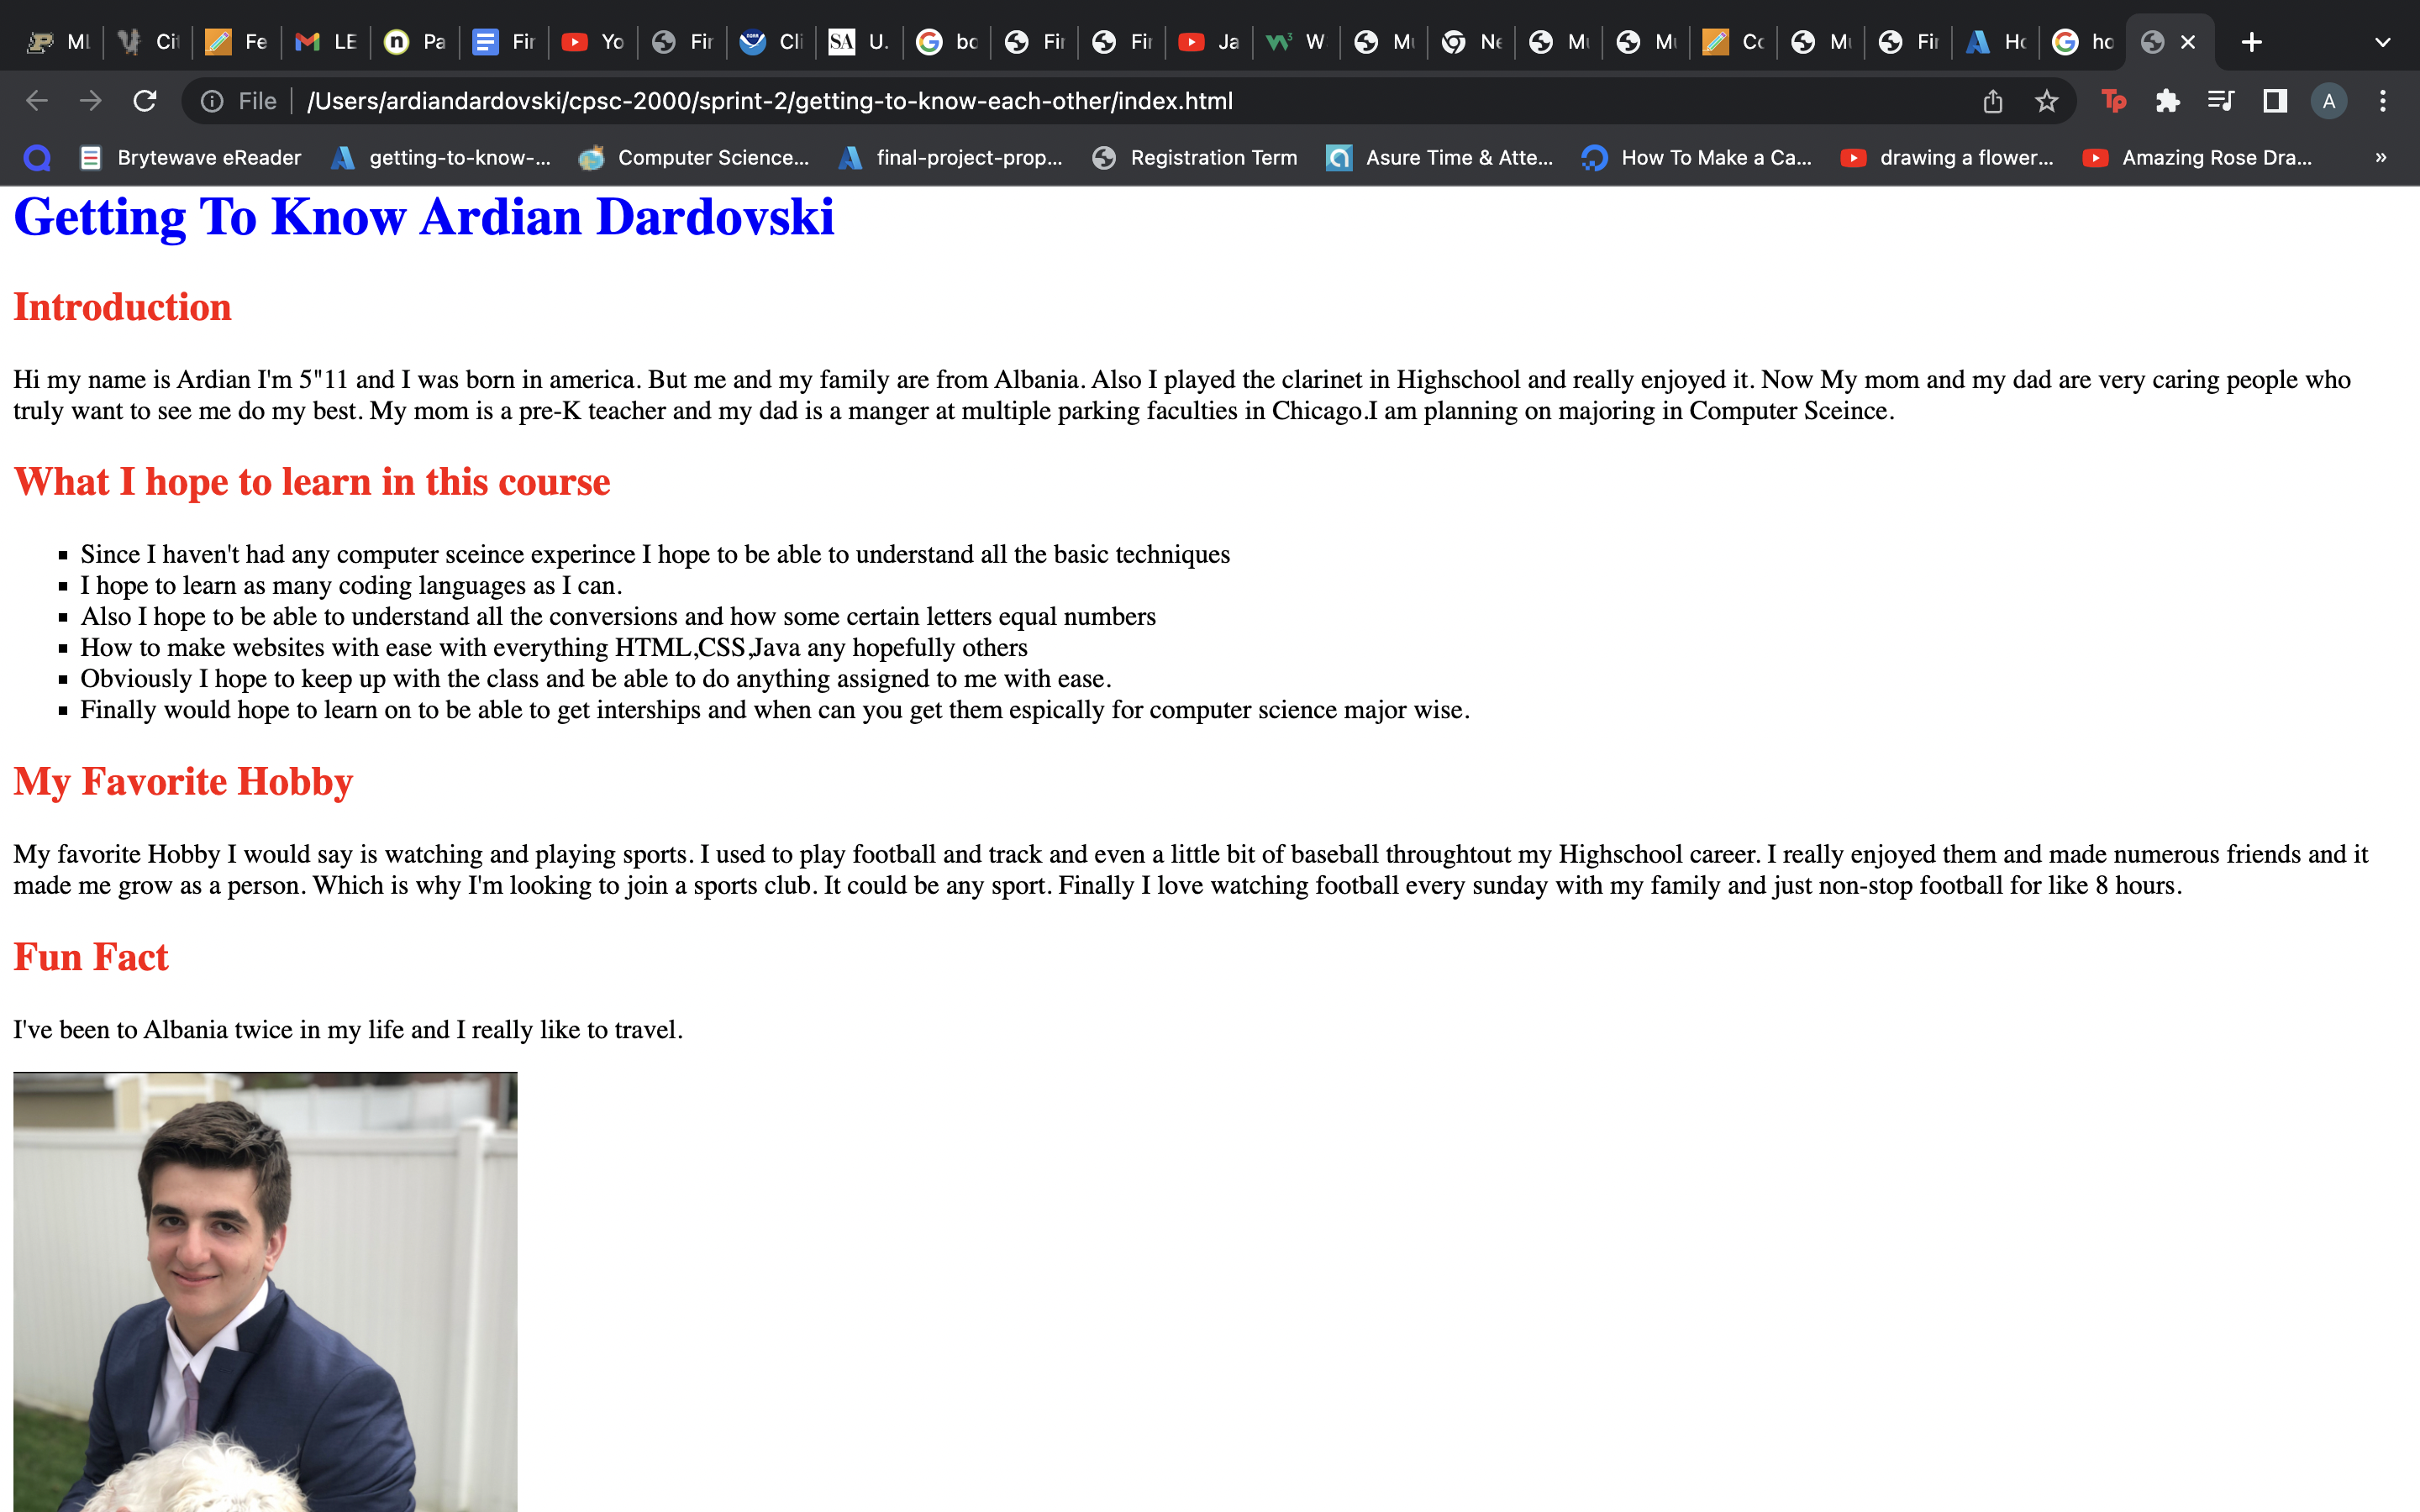 Ml Cit Fe LE Pa Fir Yo Fir Cli SA U. bo Fir Fir Ja W Mu Ne Mu Mu Co Mu Fir Ho ho
File /Users/ardiandardovski/cpsc-2000/sprint-2/getting-to-know-each-other/index.html Tp A
Brytewave eReader getting-to-know-... Computer Science... final-project-prop... Registration Term Asure Time & Atte... How To Make a Ca... drawing a flower... Amazing Rose Dra... »
Getting To Know Ardian Dardovski
Introduction
Hi my name is Ardian I'm 5"11 and I was born in america. But me and my family are from Albania. Also I played the clarinet in Highschool and really enjoyed it. Now My mom and my dad are very caring people who
truly want to see me do my best. My mom is a pre-K teacher and my dad is a manger at multiple parking faculties in Chicago.I am planning on majoring in Computer Sceince.
What I hope to learn in this course
Since I haven't had any computer sceince experince I hope to be able to understand all the basic techniques
I hope to learn as many coding languages as I can.
Also I hope to be able to understand all the conversions and how some certain letters equal numbers
How to make websites with ease with everything HTML,CSS,Java any hopefully others
Obviously I hope to keep up with the class and be able to do anything assigned to me with ease.
Finally would hope to learn on to be able to get interships and when can you get them espically for computer science major wise.
My Favorite Hobby
My favorite Hobby I would say is watching and playing sports. I used to play football and track and even a little bit of baseball throughtout my Highschool career. I really enjoyed them and made numerous friends and it
made me grow as a person. Which is why I'm looking to join a sports club. It could be any sport. Finally I love watching football every sunday with my family and just non-stop football for like 8 hours.
Fun Fact
I've been to Albania twice in my life and I really like to travel.